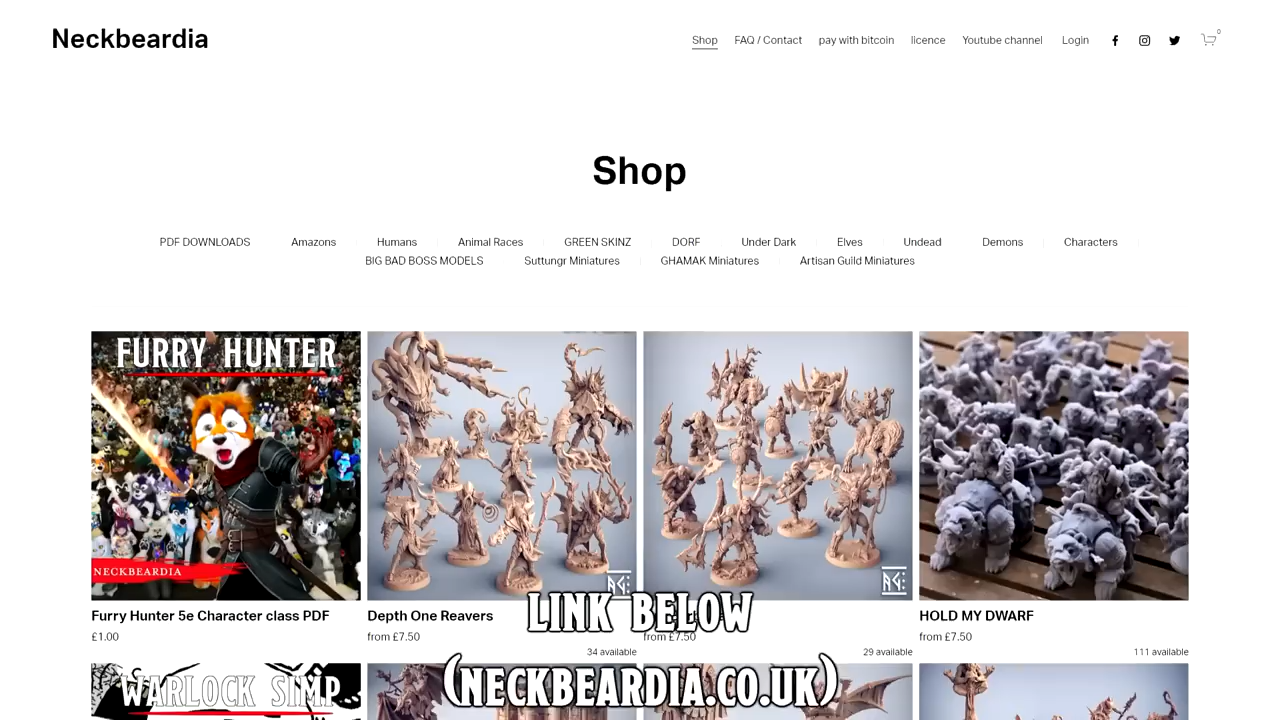 Neckbeardia
Shop FAQ / Contact pay with bitcoin licence Youtube channel Login 0
Shop
PDF DOWNLOADS Amazons Humans Animal Races GREEN SKINZ DORF Under Dark Elves Undead Demons Characters
BIG BAD BOSS MODELS Suttungr Miniatures GHAMAK Miniatures Artisan Guild Miniatures
FURRY HUNTER
NECKBEARDIA
Furry Hunter 5e Character class PDF
£1.00
Depth One Reavers
from £7.50
34 available
from £7.50
29 available
HOLD MY DWARF
from £7.50
111 available
LINK BELOW
(NECKBEARDIA.CO.UK)
WARLOCK SIMP